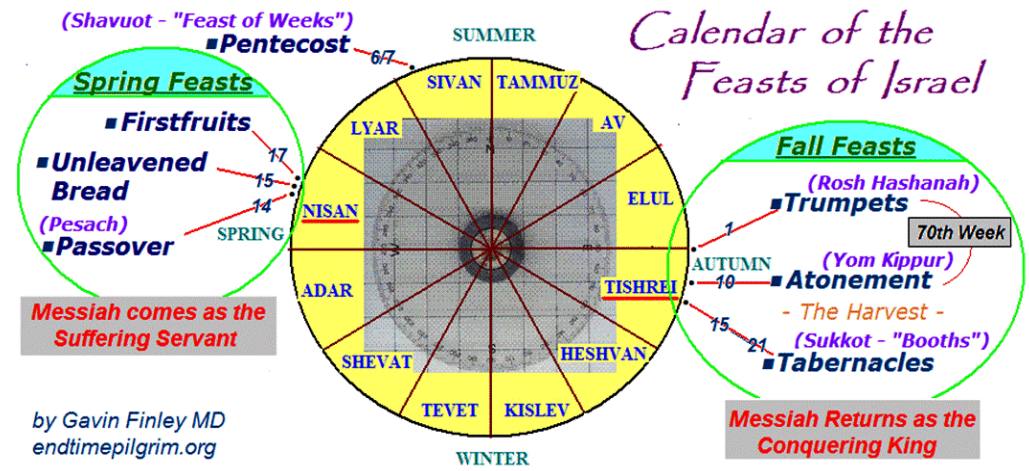 Calendar of the
Feasts of Israel
(Shavuot - "Feast of Weeks")
Pentecost
6/7
SUMMER
Spring Feasts
Firstfruits
17
Unleavened
Bread
15
14
(Pesach)
Passover
SPRING
Messiah comes as the
Suffering Servant
SIVAN
TAMMUZ
LYAR
AV
NISAN
ELUL
ADAR
TISHREI
SHEVAT
HESHVAN
TEVET
KISLEV
N
W
E
S
WINTER
Fall Feasts
(Rosh Hashanah)
Trumpets
1
70th Week
AUTUMN
(Yom Kippur)
10
Atonement
- The Harvest -
15
21
(Sukkot - "Booths")
Tabernacles
Messiah Returns as the
Conquering King
by Gavin Finley MD
endtimepilgrim.org